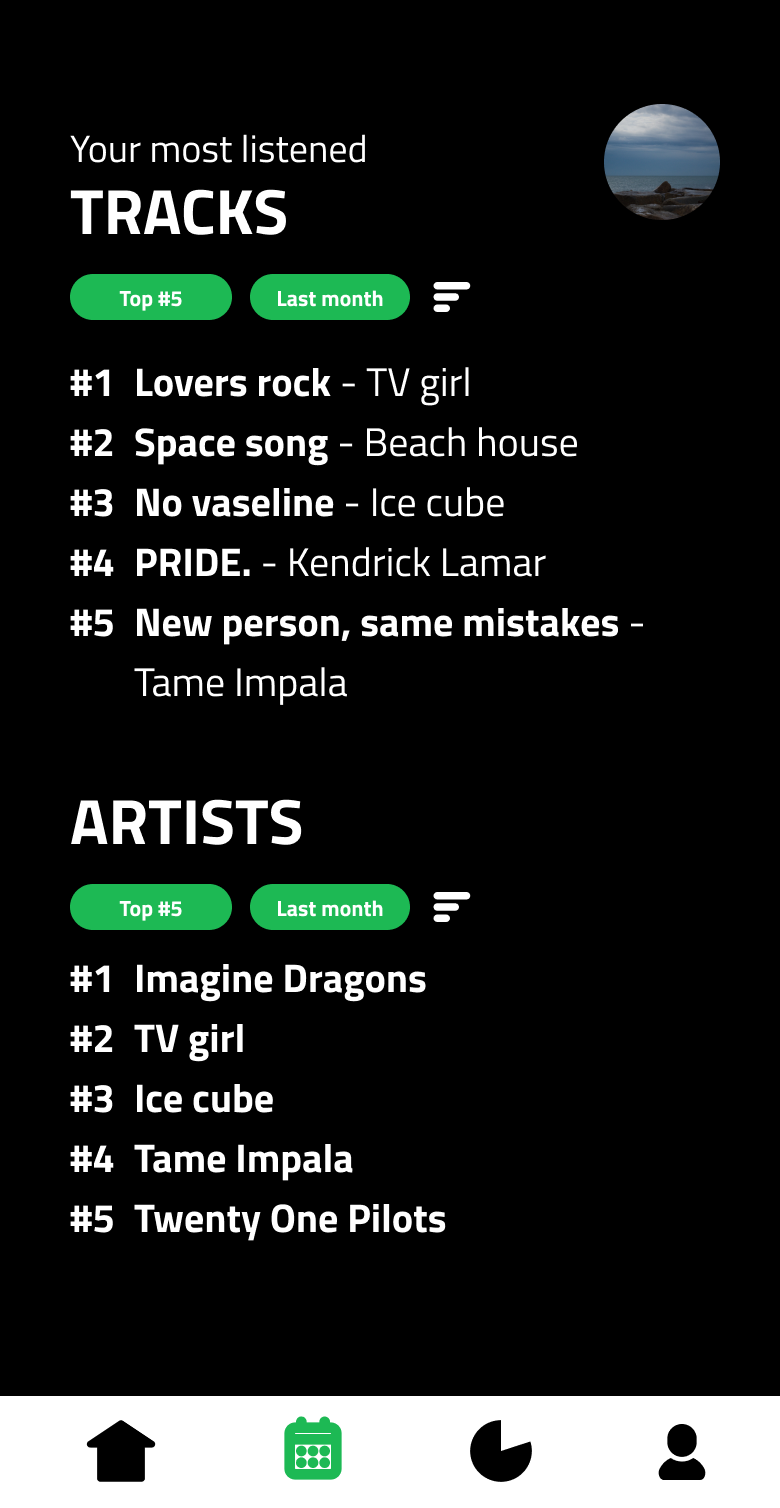 Your most listened
TRACKS
Top #5 Last month
#1 Lovers rock - TV girl
#2 Space song - Beach house
#3 No vaseline - Ice cube
#4 PRIDE. - Kendrick Lamar
#5 New person, same mistakes -
Tame Impala
ARTISTS
Top #5 Last month
#1 Imagine Dragons
#2 TV girl
#3 Ice cube
#4 Tame Impala
#5 Twenty One Pilots